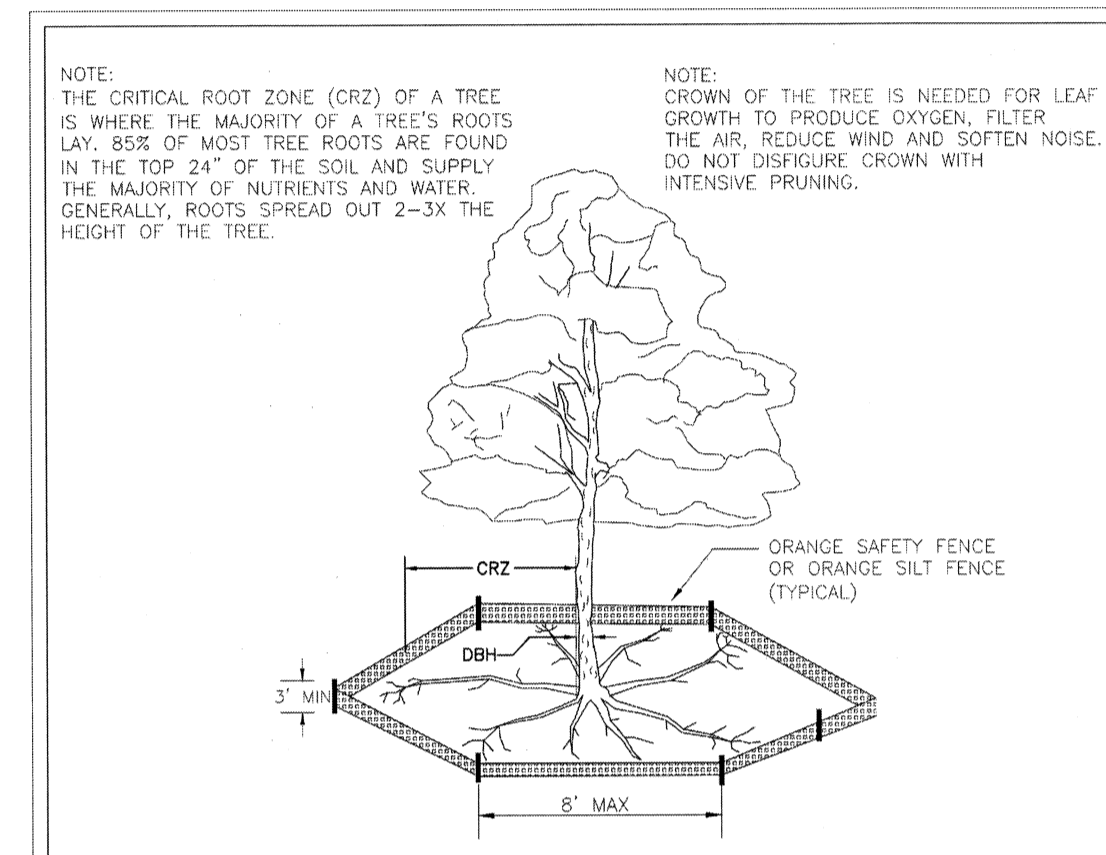 NOTE:
THE CRITICAL ROOT ZONE (CRZ) OF A TREE
IS WHERE THE MAJORITY OF A TREE'S ROOTS
LAY. 85% OF MOST TREE ROOTS ARE FOUND
IN THE TOP 24" OF THE SOIL AND SUPPLY
THE MAJORITY OF NUTRIENTS AND WATER.
GENERALLY, ROOTS SPREAD OUT 2-3X THE
HEIGHT OF THE TREE.
NOTE:
CROWN OF THE TREE IS NEEDED FOR LEAF
GROWTH TO PRODUCE OXYGEN, FILTER
THE AIR, REDUCE WIND AND SOFTEN NOISE.
DO NOT DISFIGURE CROWN WITH
INTENSIVE PRUNING.
ORANGE SAFETY FENCE
OR ORANGE SILT FENCE
(TYPICAL)
CRZ
DBH
3' MIN
8' MAX